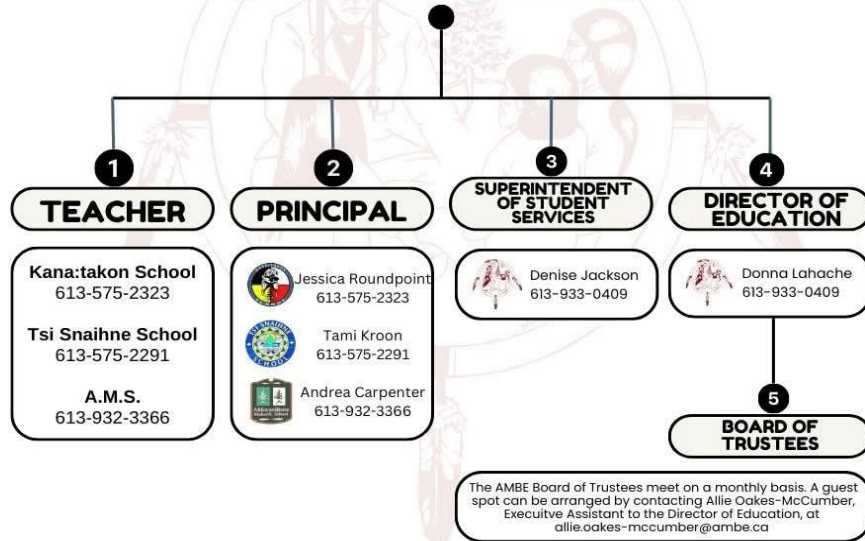 1
TEACHER
Kana:takon School
613-575-2323
Tsi Snaihne School
613-575-2291
A.M.S.
613-932-3366
2
PRINCIPAL
Jessica Roundpoint
613-575-2323
TSI SNAIHNE
SCHOOL
Tami Kroon
613-575-2291
Andrea Carpenter
613-932-3366
3
SUPERINTENDENT
OF STUDENT
SERVICES
Denise Jackson
613-933-0409
4
DIRECTOR OF
EDUCATION
Donna Lahache
613-933-0409
5
BOARD OF
TRUSTEES
The AMBE Board of Trustees meet on a monthly basis. A guest
spot can be arranged by contacting Allie Oakes-McCumber,
Execuitve Assistant to the Director of Education, at
allie.oakes-mccumber@ambe.ca